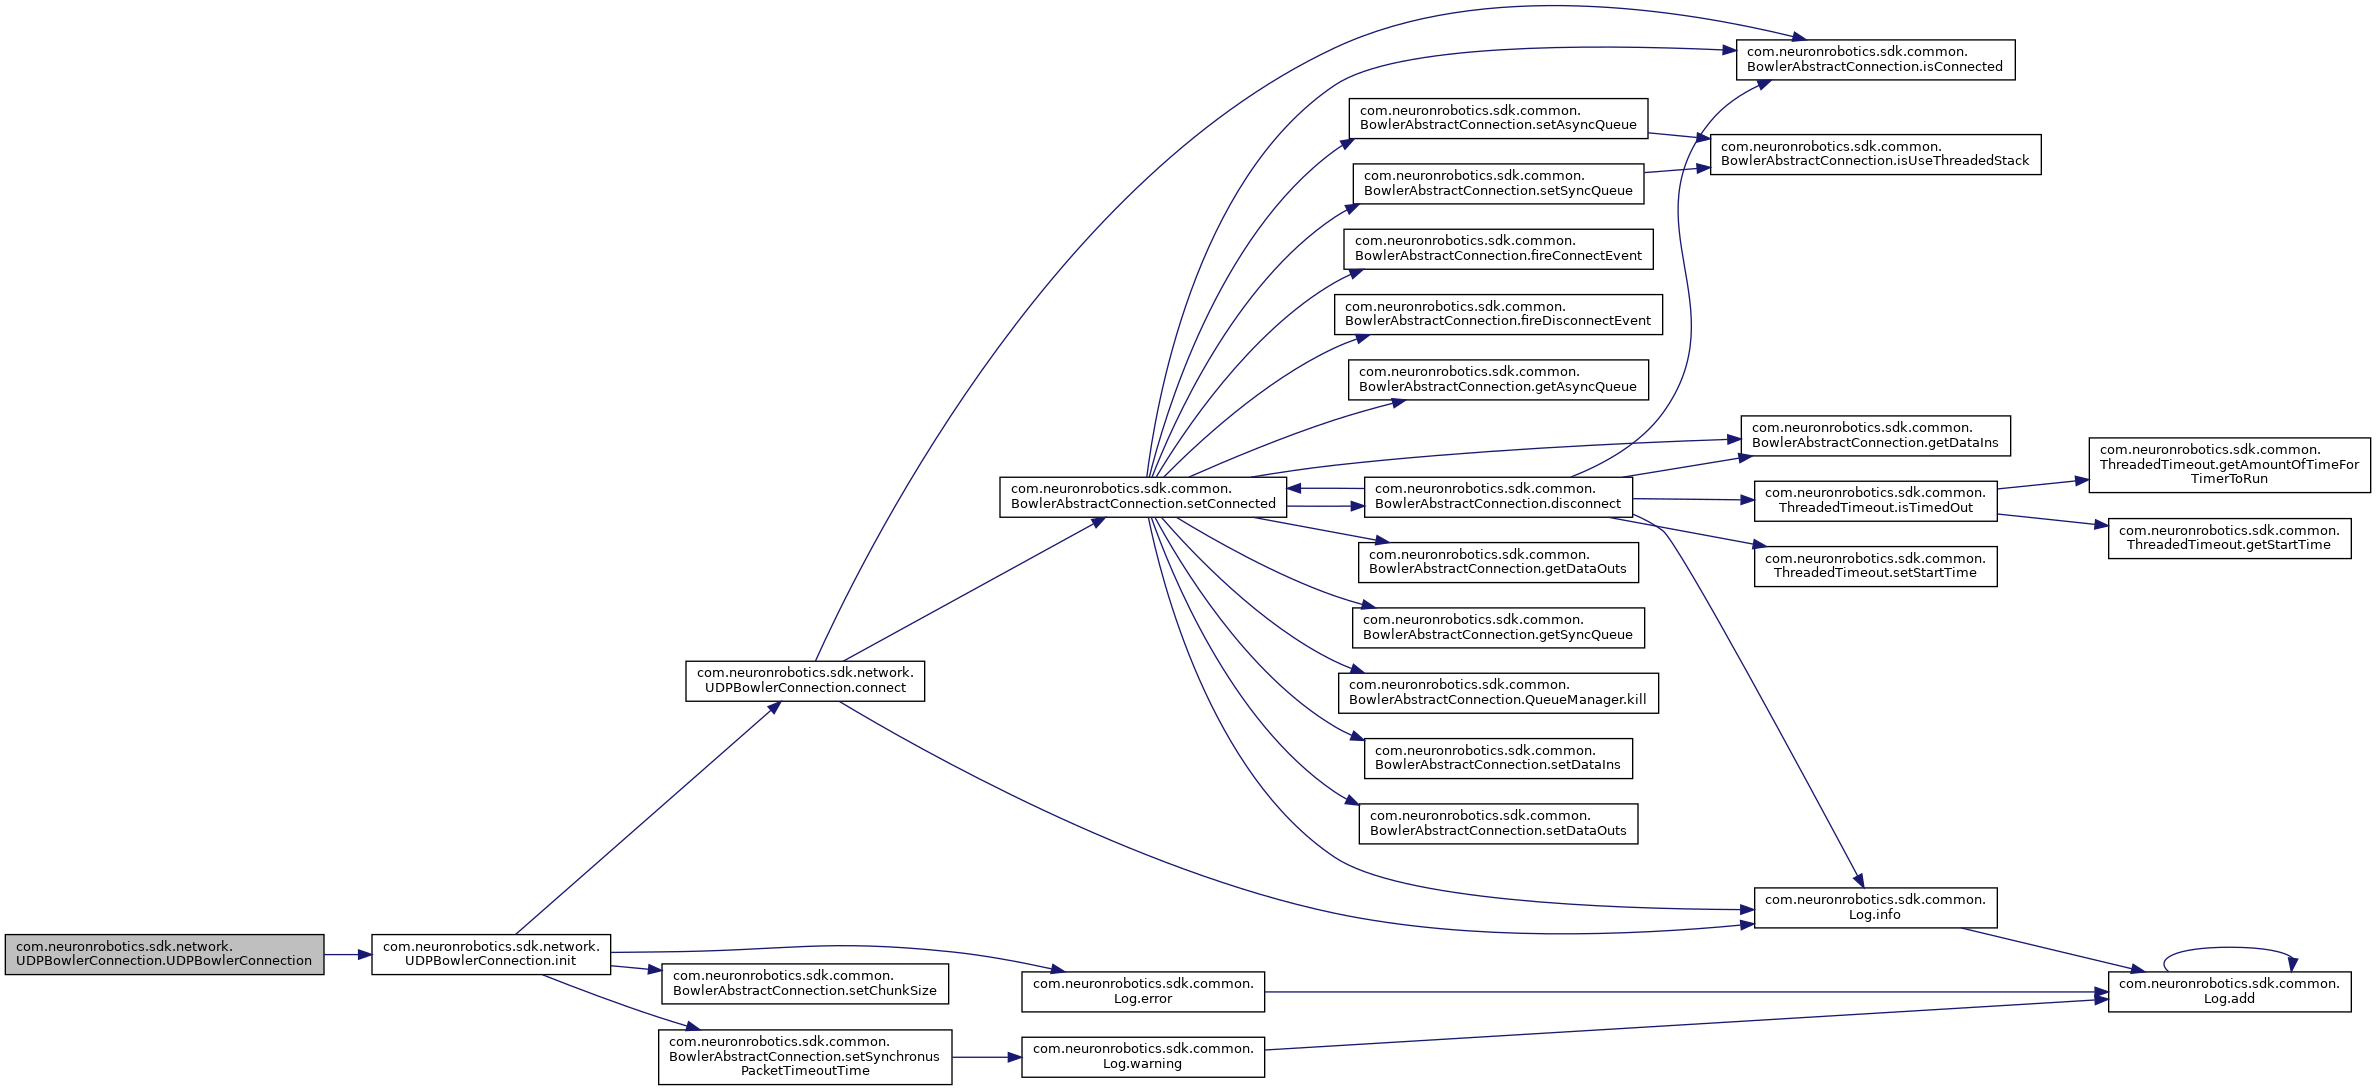 com.neuronrobotics.sdk.network.
UDPBowlerConnection.UDPBowlerConnection
com.neuronrobotics.sdk.network.
UDPBowlerConnection.init
com.neuronrobotics.sdk.network.
UDPBowlerConnection.connect
com.neuronrobotics.sdk.common.
BowlerAbstractConnection.setChunkSize
com.neuronrobotics.sdk.common.
BowlerAbstractConnection.setSynchronus
PacketTimeoutTime
com.neuronrobotics.sdk.common.
BowlerAbstractConnection.setConnected
com.neuronrobotics.sdk.common.
Log.error
com.neuronrobotics.sdk.common.
Log.warning
com.neuronrobotics.sdk.common.
BowlerAbstractConnection.setAsyncQueue
com.neuronrobotics.sdk.common.
BowlerAbstractConnection.setSyncQueue
com.neuronrobotics.sdk.common.
BowlerAbstractConnection.fireConnectEvent
com.neuronrobotics.sdk.common.
BowlerAbstractConnection.fireDisconnectEvent
com.neuronrobotics.sdk.common.
BowlerAbstractConnection.getAsyncQueue
com.neuronrobotics.sdk.common.
BowlerAbstractConnection.disconnect
com.neuronrobotics.sdk.common.
BowlerAbstractConnection.getDataOuts
com.neuronrobotics.sdk.common.
BowlerAbstractConnection.getSyncQueue
com.neuronrobotics.sdk.common.
BowlerAbstractConnection.QueueManager.kill
com.neuronrobotics.sdk.common.
BowlerAbstractConnection.setDataIns
com.neuronrobotics.sdk.common.
BowlerAbstractConnection.setDataOuts
com.neuronrobotics.sdk.common.
BowlerAbstractConnection.isConnected
com.neuronrobotics.sdk.common.
BowlerAbstractConnection.isUseThreadedStack
com.neuronrobotics.sdk.common.
BowlerAbstractConnection.getDataIns
com.neuronrobotics.sdk.common.
ThreadedTimeout.isTimedOut
com.neuronrobotics.sdk.common.
ThreadedTimeout.setStartTime
com.neuronrobotics.sdk.common.
Log.info
com.neuronrobotics.sdk.common.
ThreadedTimeout.getAmountOfTimeFor
TimerToRun
com.neuronrobotics.sdk.common.
ThreadedTimeout.getStartTime
com.neuronrobotics.sdk.common.
Log.add